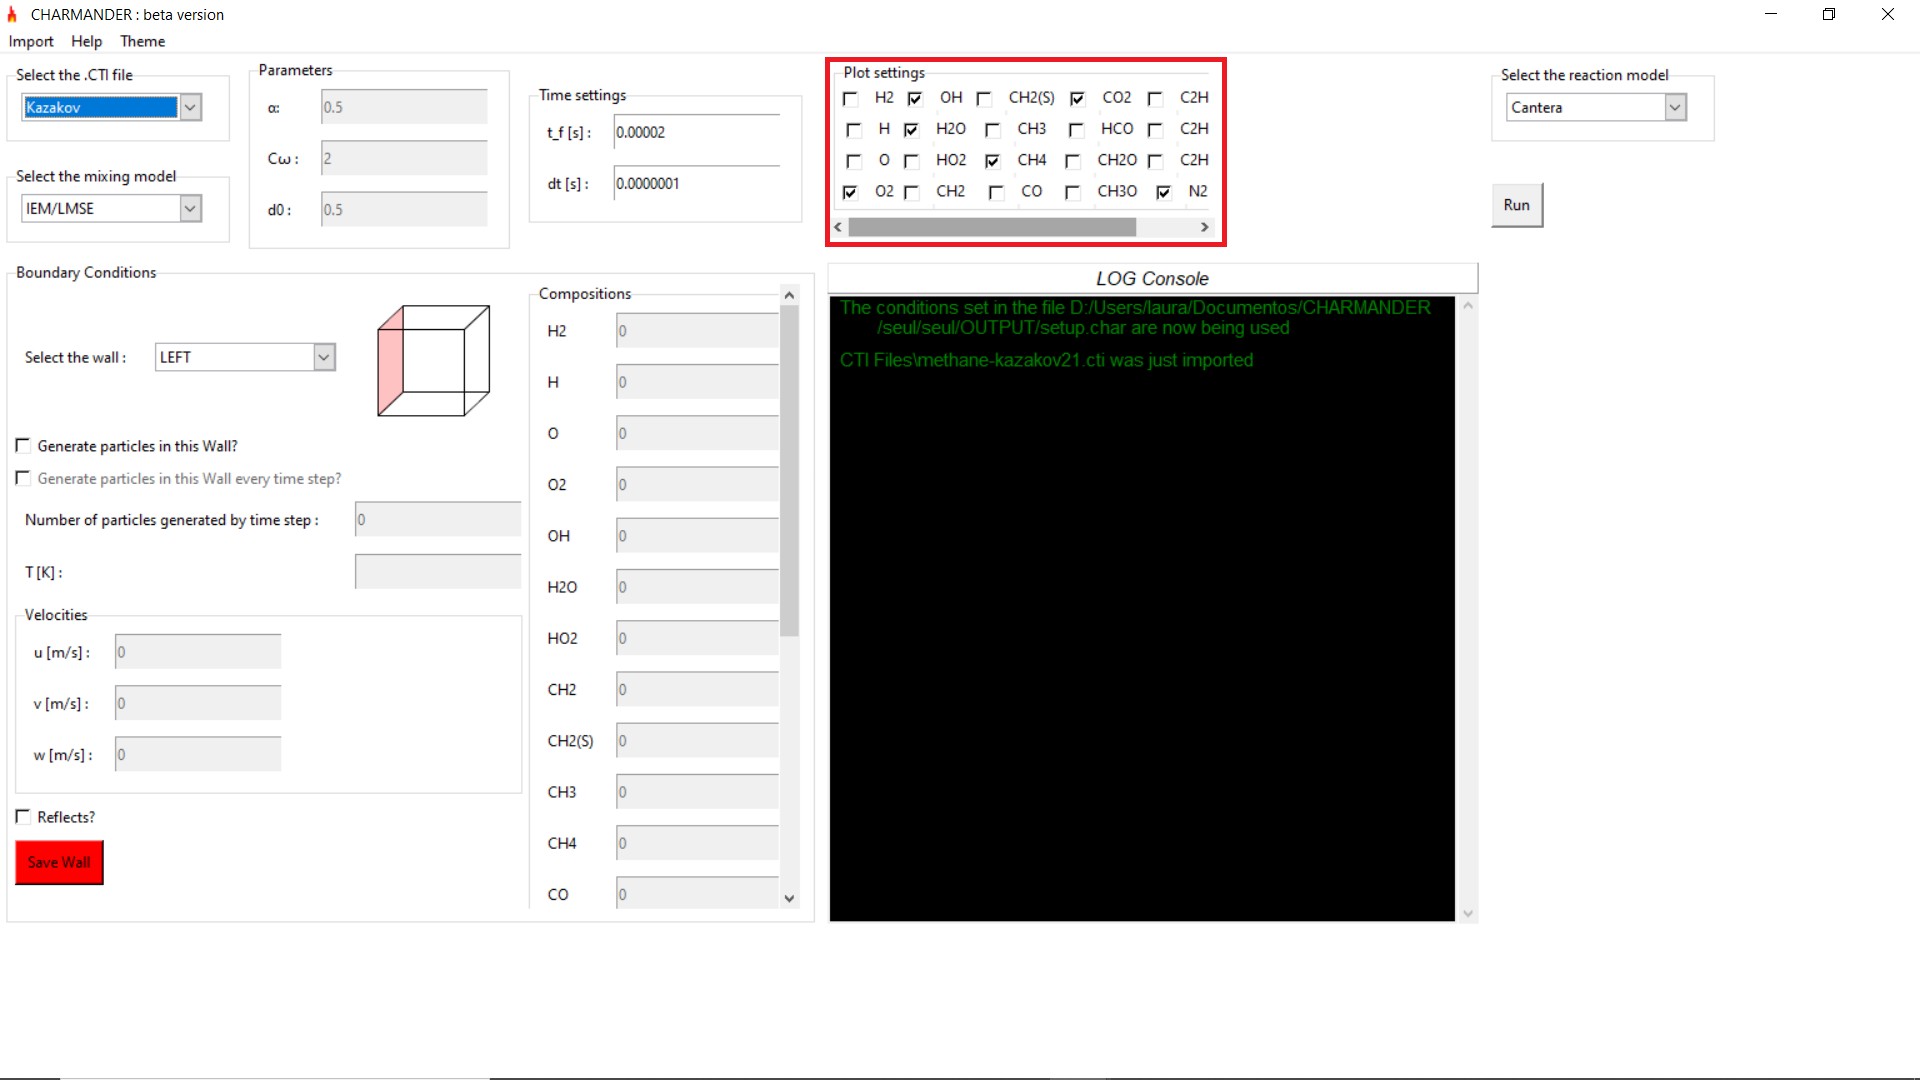 CHARMANDER : beta version
Import Help Theme
Select the .CTI file
Kazakov
Select the mixing model
IEM/LMSE
Parameters
α: 0.5
Cω : 2
d0 : 0.5
Time settings
t_f [s] : 0.00002
dt [s] : 0.0000001
Plot settings
H2 OH CH2(S) CO2 C2H
H H2O CH3 HCO C2H
O HO2 CH4 CH2O C2H
O2 CH2 CO CH3O N2
Select the reaction model
Cantera
Run
Boundary Conditions
Select the wall : LEFT
Generate particles in this Wall?
Generate particles in this Wall every time step?
Number of particles generated by time step : 0
T [K] :
Velocities
u [m/s] : 0
v [m/s] : 0
w [m/s] : 0
Reflects?
Save Wall
Compositions
H2 0
H 0
O 0
O2 0
OH 0
H2O 0
HO2 0
CH2 0
CH2(S) 0
CH3 0
CH4 0
CO 0
LOG Console
The conditions set in the file D:/Users/laura/Documentos/CHARMANDER
/seul/seul/OUTPUT/setup.char are now being used
CTI Files\methane-kazakov21.cti was just imported